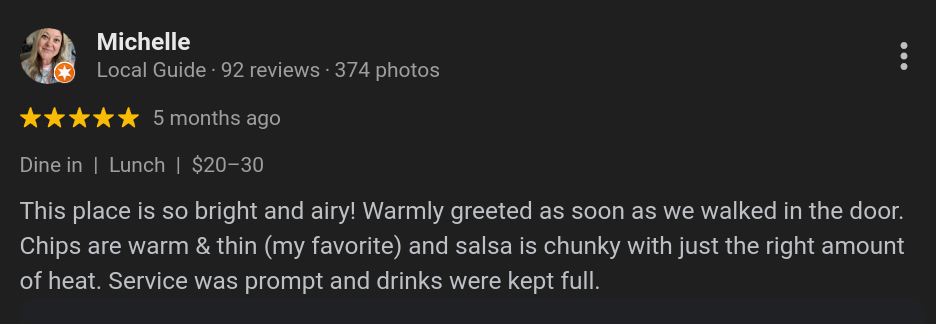 Michelle
Local Guide · 92 reviews · 374 photos
5 months ago
Dine in | Lunch | $20–30
This place is so bright and airy! Warmly greeted as soon as we walked in the door.
Chips are warm & thin (my favorite) and salsa is chunky with just the right amount
of heat. Service was prompt and drinks were kept full.